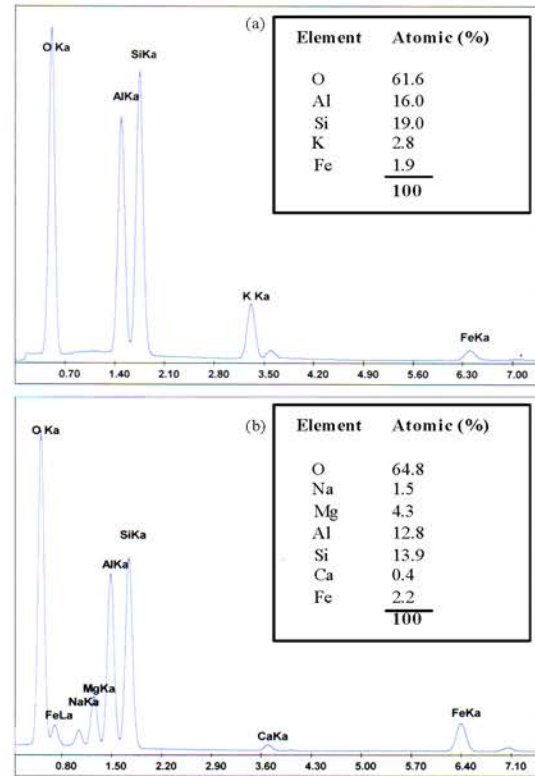 (a)
Element Atomic (%)
O 61.6
Al 16.0
Si 19.0
K 2.8
Fe 1.9
100
O Ka
SiKa
AlKa
K Ka
FeKa
0.70 1.40 2.10 2.80 3.50 4.20 4.90 5.60 6.30 7.00
(b)
Element Atomic (%)
O 64.8
Na 1.5
Mg 4.3
Al 12.8
Si 13.9
Ca 0.4
Fe 2.2
100
O Ka
SiKa
AlKa
MgKa
NaKa
FeLa
CaKa
FeKa
0.80 1.50 2.20 2.90 3.60 4.30 5.00 5.70 6.40 7.10